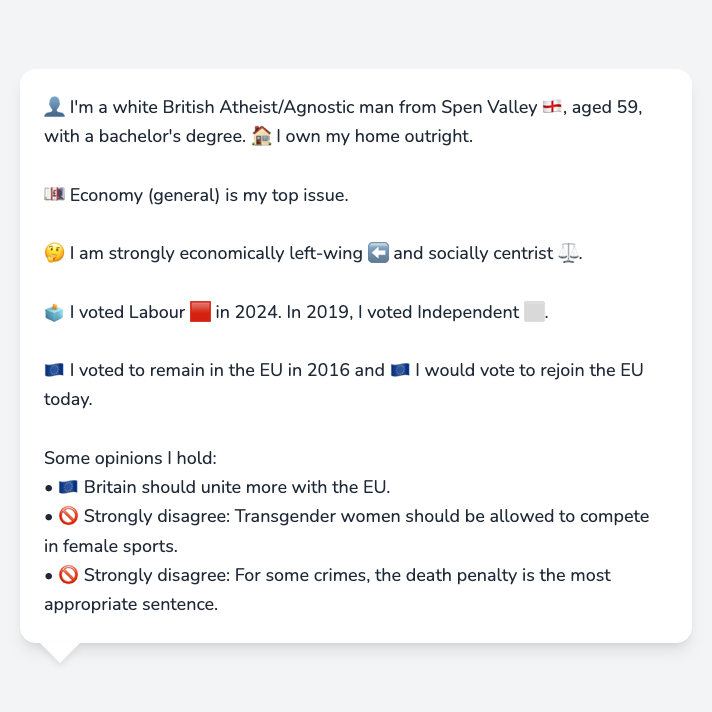 👤 I'm a white British Atheist/Agnostic man from Spen Valley 🏴󠁧󠁢󠁥󠁮󠁧󠁿, aged 59,
with a bachelor's degree. 🏠 I own my home outright.
💷 Economy (general) is my top issue.
🤔 I am strongly economically left-wing ⬅️ and socially centrist ⚖️.
🗳️ I voted Labour 🟥 in 2024. In 2019, I voted Independent ⬜.
🇪🇺 I voted to remain in the EU in 2016 and 🇪🇺 I would vote to rejoin the EU
today.
Some opinions I hold:
• 🇪🇺 Britain should unite more with the EU.
• 🚫 Strongly disagree: Transgender women should be allowed to compete
in female sports.
• 🚫 Strongly disagree: For some crimes, the death penalty is the most
appropriate sentence.